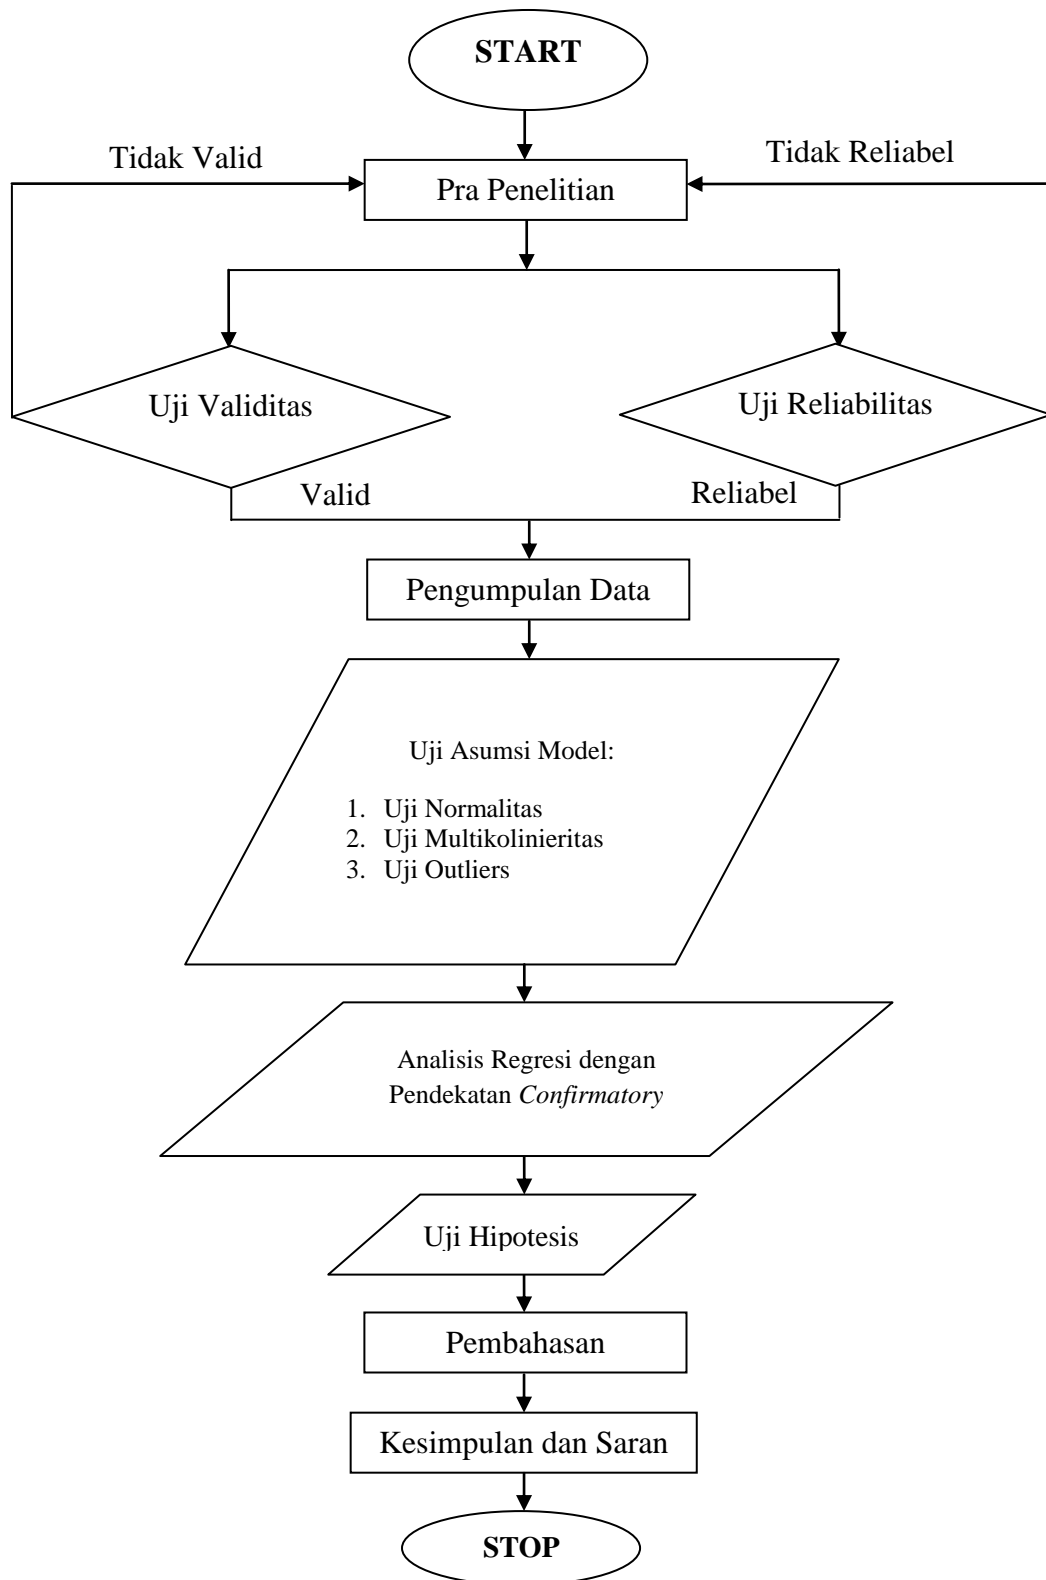 START
Tidak Valid
Tidak Reliabel
Pra Penelitian
Uji Validitas
Uji Reliabilitas
Valid
Reliabel
Pengumpulan Data
Uji Asumsi Model:
1. Uji Normalitas
2. Uji Multikolinieritas
3. Uji Outliers
Analisis Regresi dengan
Pendekatan Confirmatory
Uji Hipotesis
Pembahasan
Kesimpulan dan Saran
STOP